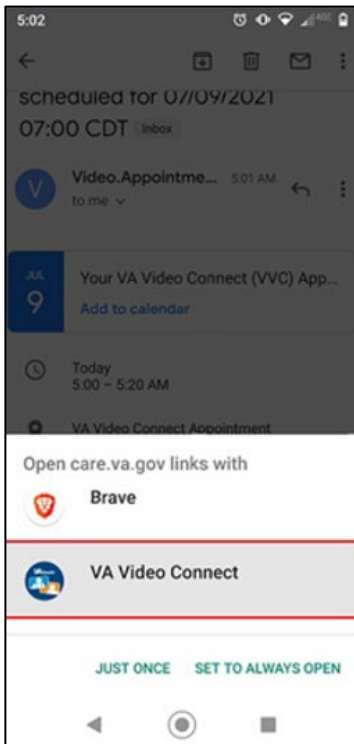 5:02
scheduled for 07/09/2021
07:00 CDT Inbox
V
Video.Appointme... 5:01 AM
to me
JUL
9
Your VA Video Connect (VVC) App...
Add to calendar
Today
5:00 – 5:20 AM
VA Video Connect Appointment
Open care.va.gov links with
Brave
VA Video Connect
JUST ONCE SET TO ALWAYS OPEN